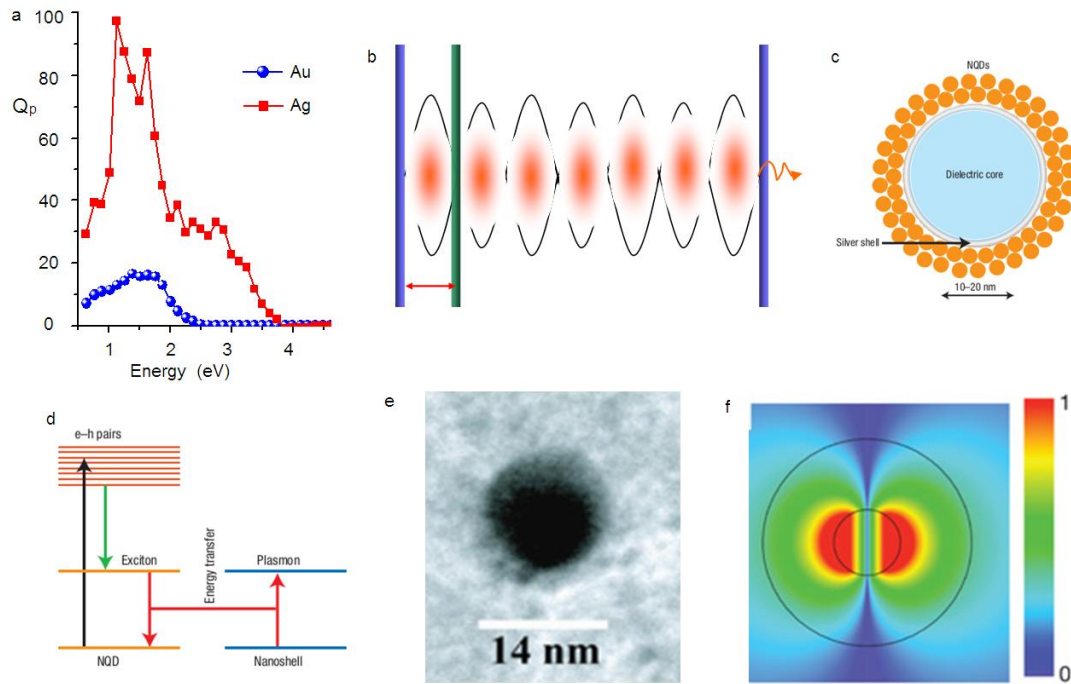 a
100
80
60
40
20
0
Qp
Au
Ag
1
2
3
4
Energy (eV)
b
c
NQDs
Dielectric core
Silver shell
10–20 nm
d
e–h pairs
Exciton
Plasmon
Energy transfer
NQD
Nanoshell
e
14 nm
f
1
0